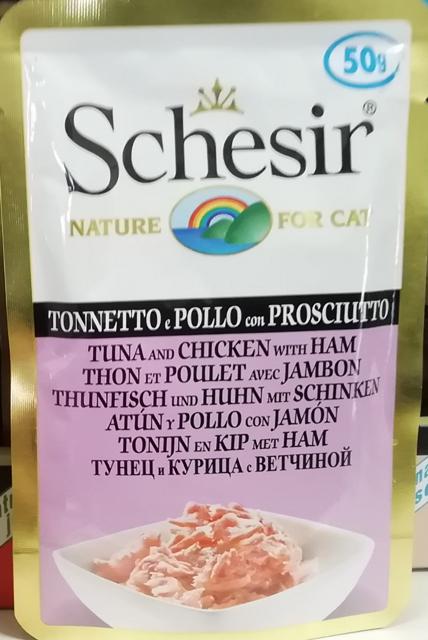 50g
Schesir®
NATURE FOR CAT
TONNETTO e POLLO con PROSCIUTTO
TUNA AND CHICKEN WITH HAM
THON ET POULET AVEC JAMBON
THUNFISCH UND HUHN MIT SCHINKEN
ATÚN Y POLLO CON JAMÓN
TONIJN EN KIP MET HAM
ТУНЕЦ и КУРИЦА с ВЕТЧИНОЙ